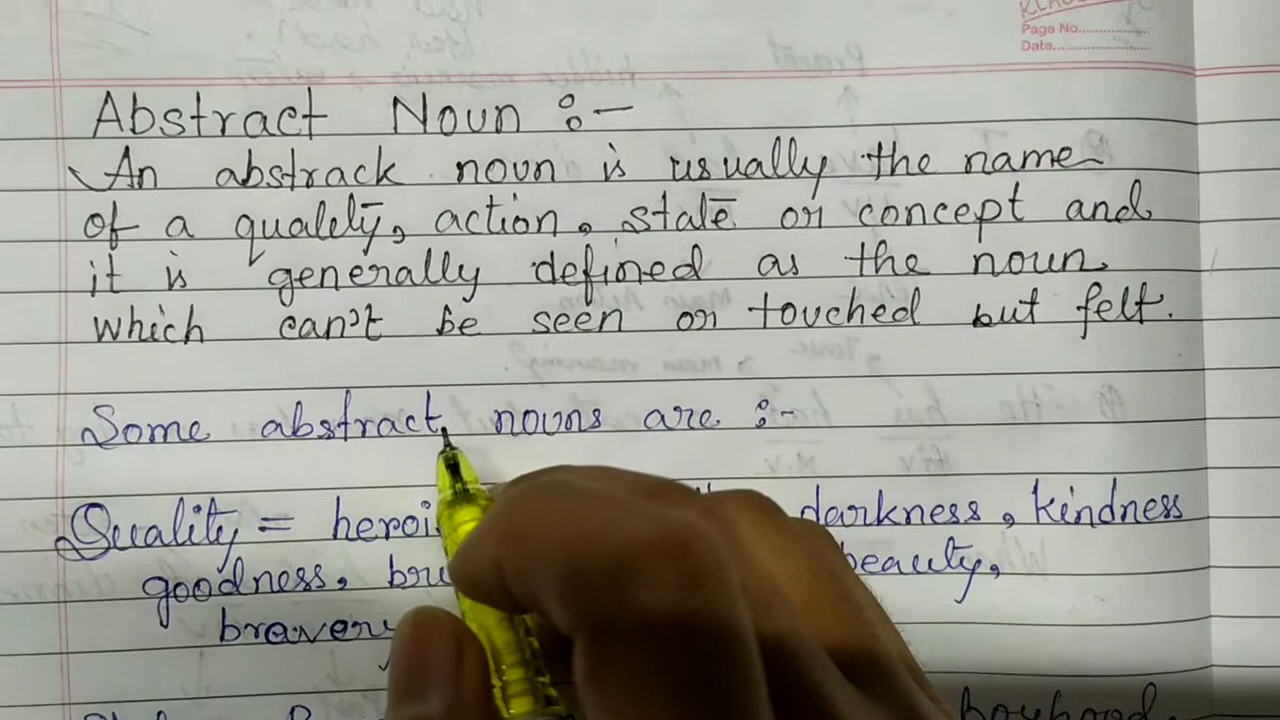 Page No.
Date.
Abstract Noun :-
An abstrack noun is usually the name
of a qualety, action, state or concept and
it is generally defined as the noun
which can't be seen or touched but felt.
Some abstract nouns are :-
Quality = heroi darkness, kindness
goodness, bru beauty,
bravery
boyhood,